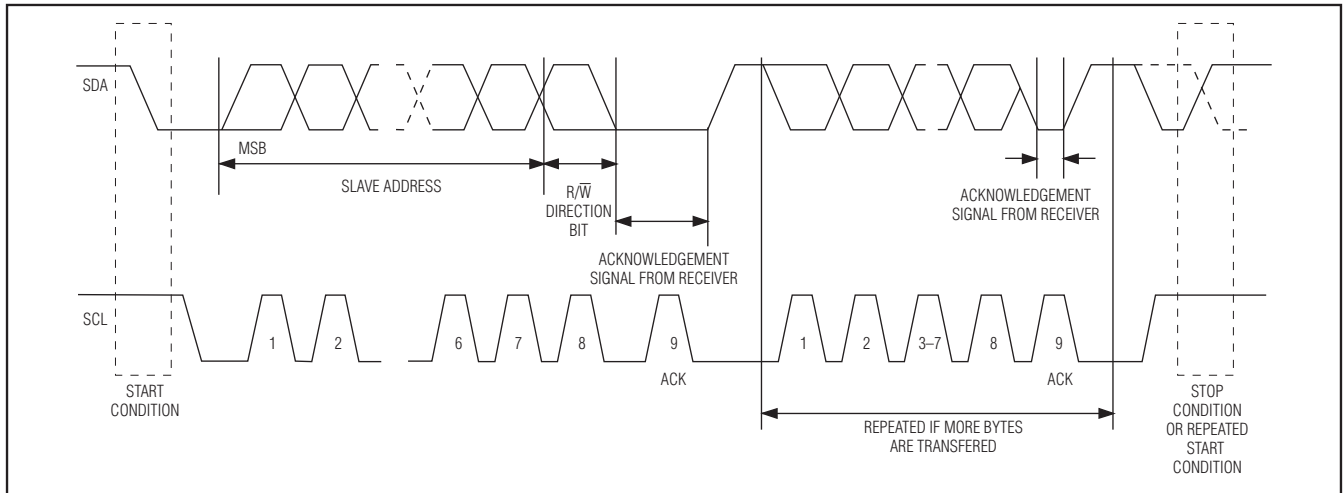 SDA
MSB
SLAVE ADDRESS
R/W̅
DIRECTION
BIT
ACKNOWLEDGEMENT
SIGNAL FROM RECEIVER
ACKNOWLEDGEMENT
SIGNAL FROM RECEIVER
SCL
1 2 6 7 8 9 1 2 3–7 8 9
ACK ACK
START
CONDITION
REPEATED IF MORE BYTES
ARE TRANSFERED
STOP
CONDITION
OR REPEATED
START
CONDITION